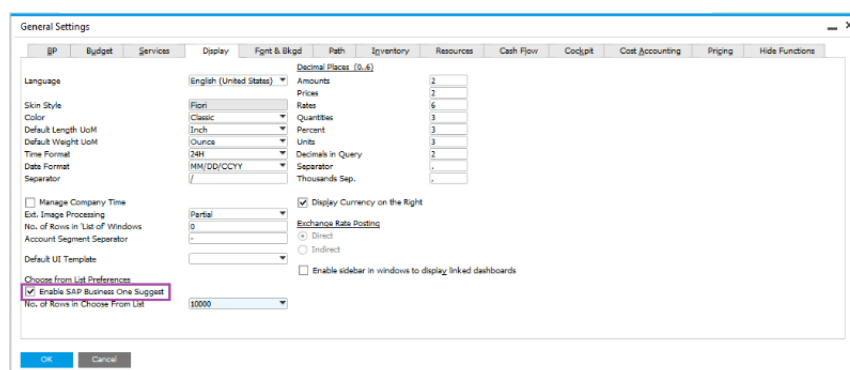 General Settings
BP Budget Services Display Font & Bkgd Path Inventory Resources Cash Flow Cockpit Cost Accounting Pricing Hide Functions
Decimal Places (0..6)
Language English (United States) Amounts 2
Prices 2
Skin Style Fiori Rates 6
Color Classic Quantities 3
Default Length UoM Inch Percent 3
Default Weight UoM Ounce Units 3
Time Format 24H Decimals in Query 2
Date Format MM/DD/CCYY Separator .
Separator / Thousands Sep. ,
Manage Company Time Display Currency on the Right
Ext. Image Processing Partial
No. of Rows in 'List of' Windows 0 Exchange Rate Posting
Account Segment Separator - Direct
Indirect
Default UI Template
Enable sidebar in windows to display linked dashboards
Choose from List Preferences
Enable SAP Business One Suggest
No. of Rows in Choose From List 10000
OK Cancel